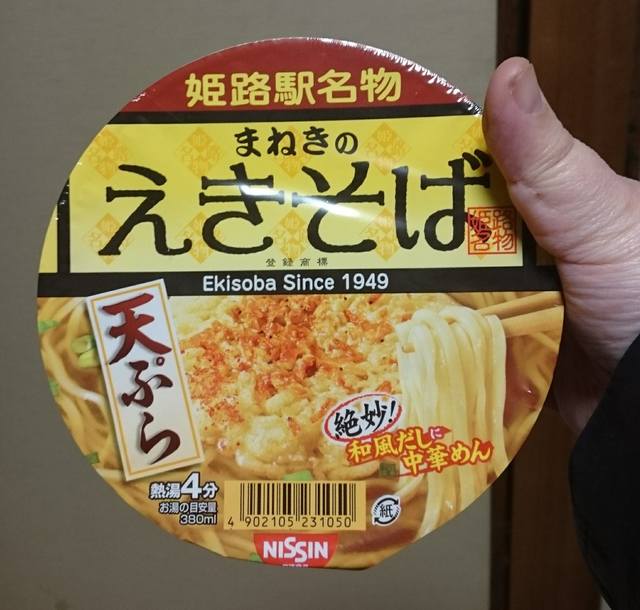 姫路駅名物
まねきの
えきそば
姫路名物
登録商標
Ekisoba Since 1949
天ぷら
絶妙!
和風だしに
中華めん
熱湯4分
お湯の目安量
380ml
4 902105 231050
紙
NISSIN